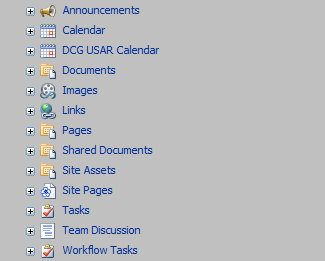 Announcements
Calendar
DCG USAR Calendar
Documents
Images
Links
Pages
Shared Documents
Site Assets
Site Pages
Tasks
Team Discussion
Workflow Tasks